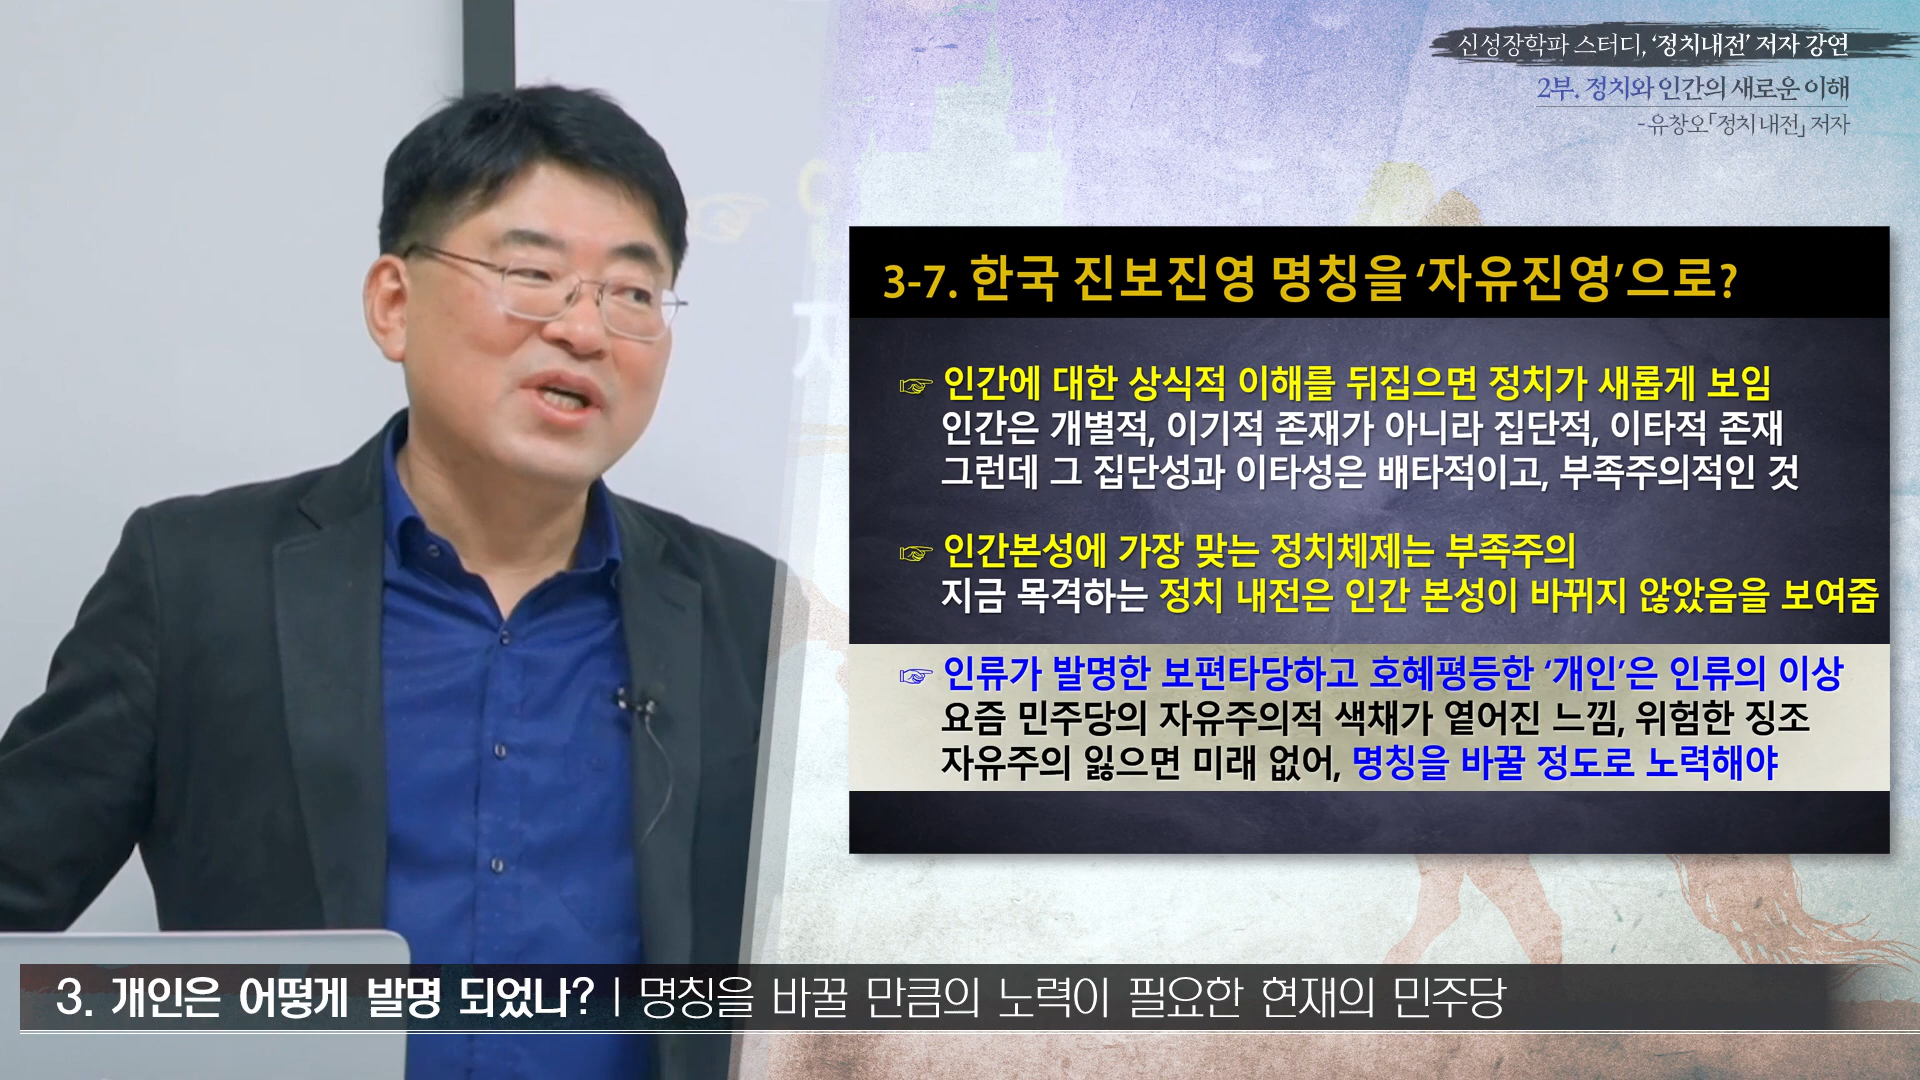 신성장학파 스터디, ‘정치내전’ 저자 강연
2부. 정치와 인간의 새로운 이해
- 유창오「정치 내전」 저자
3-7. 한국 진보진영 명칭을 ‘자유진영’으로?
☞ 인간에 대한 상식적 이해를 뒤집으면 정치가 새롭게 보임
인간은 개별적, 이기적 존재가 아니라 집단적, 이타적 존재
그런데 그 집단성과 이타성은 배타적이고, 부족주의적인 것
☞ 인간본성에 가장 맞는 정치체제는 부족주의
지금 목격하는 정치 내전은 인간 본성이 바뀌지 않았음을 보여줌
☞ 인류가 발명한 보편타당하고 호혜평등한 ‘개인’은 인류의 이상
요즘 민주당의 자유주의적 색채가 옅어진 느낌, 위험한 징조
자유주의 잃으면 미래 없어, 명칭을 바꿀 정도로 노력해야
3. 개인은 어떻게 발명 되었나? | 명칭을 바꿀 만큼의 노력이 필요한 현재의 민주당